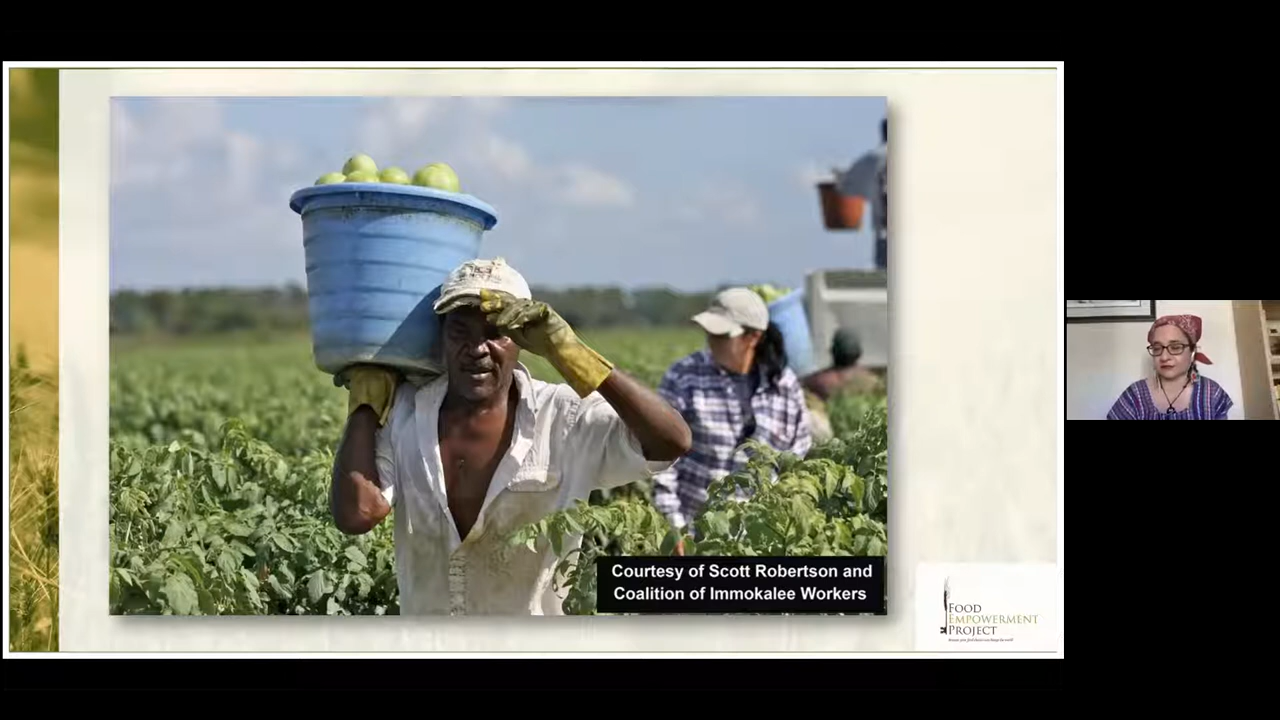 Courtesy of Scott Robertson and
Coalition of Immokalee Workers
FOOD
EMPOWERMENT
PROJECT